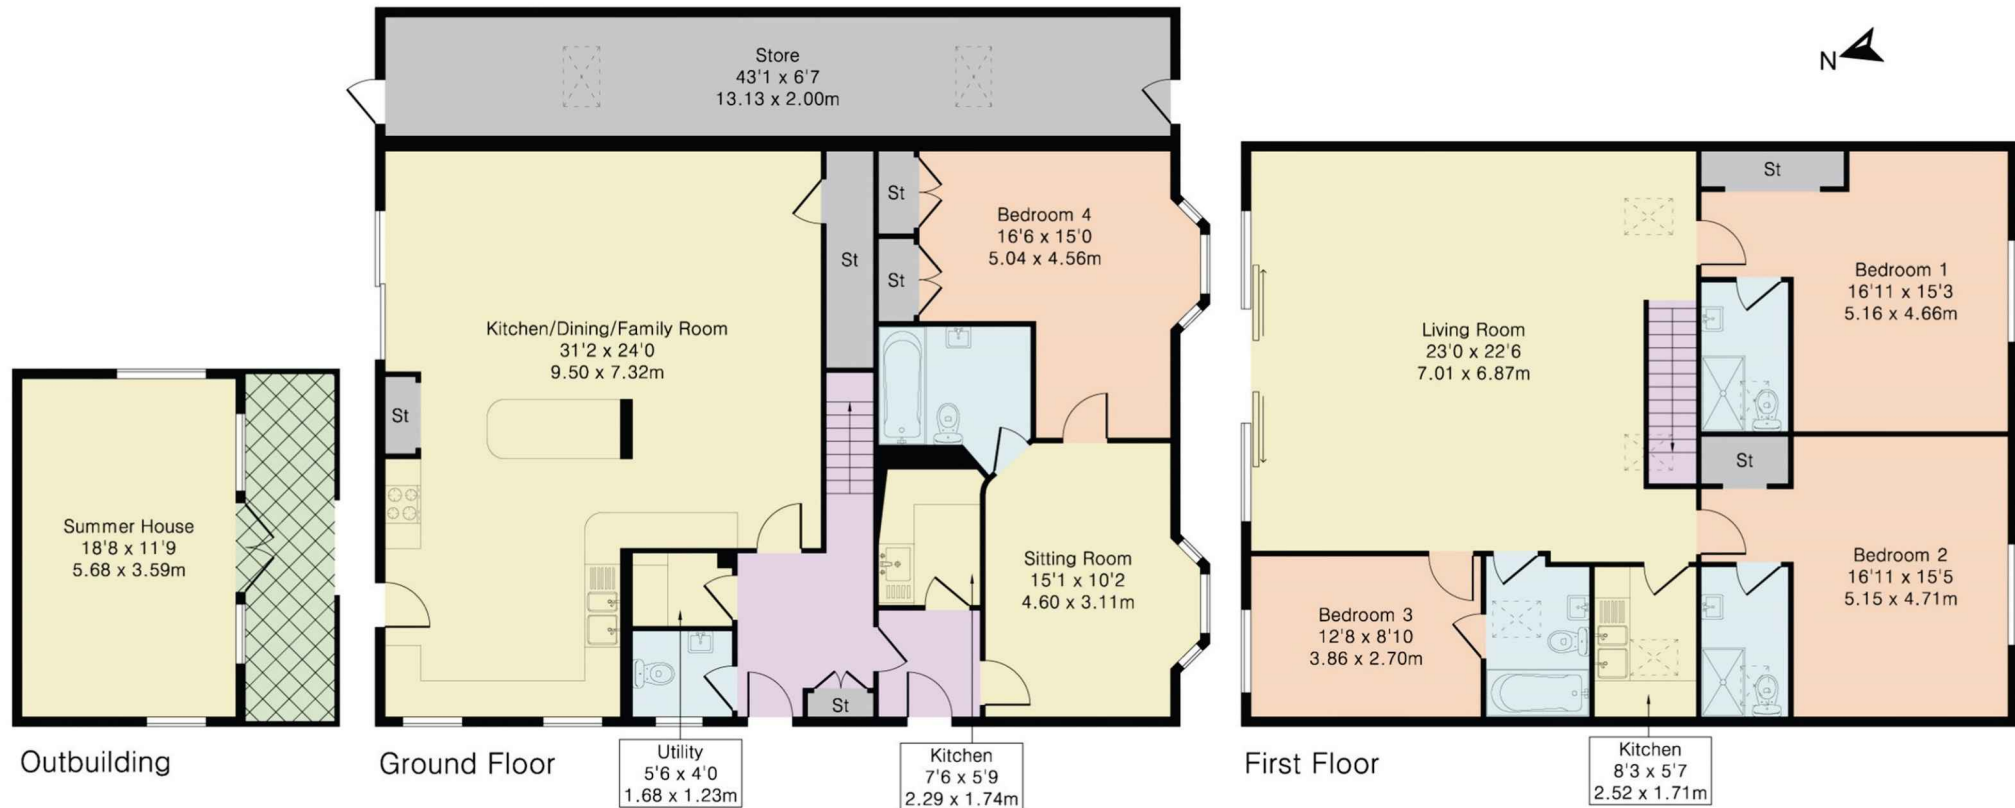 Store
43'1 x 6'7
13.13 x 2.00m
N
St
St
St
Bedroom 4
16'6 x 15'0
5.04 x 4.56m
St
Kitchen/Dining/Family Room
31'2 x 24'0
9.50 x 7.32m
St
Summer House
18'8 x 11'9
5.68 x 3.59m
Sitting Room
15'1 x 10'2
4.60 x 3.11m
St
Utility
5'6 x 4'0
1.68 x 1.23m
Kitchen
7'6 x 5'9
2.29 x 1.74m
Outbuilding
Ground Floor
St
Bedroom 1
16'11 x 15'3
5.16 x 4.66m
Living Room
23'0 x 22'6
7.01 x 6.87m
St
Bedroom 2
16'11 x 15'5
5.15 x 4.71m
Bedroom 3
12'8 x 8'10
3.86 x 2.70m
Kitchen
8'3 x 5'7
2.52 x 1.71m
First Floor